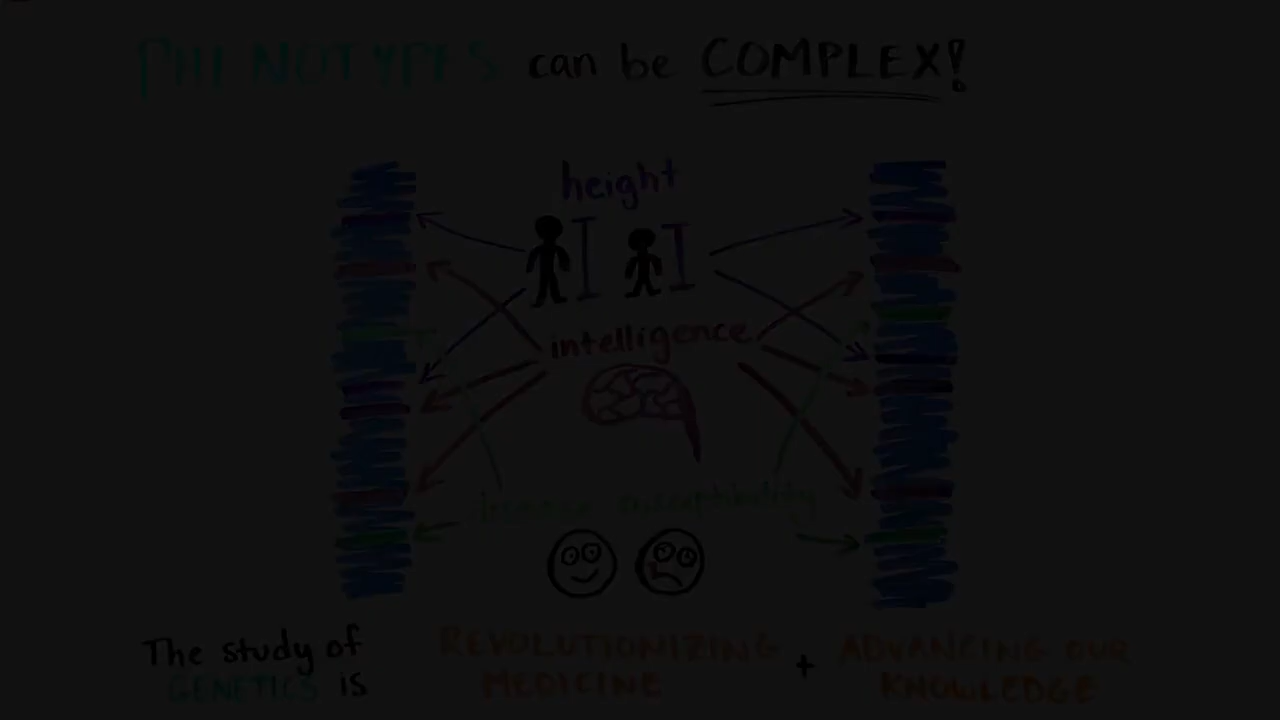 PHENOTYPES can be COMPLEX!
height
intelligence
disease susceptibility
The study of
GENETICS is
REVOLUTIONIZING
MEDICINE
+
ADVANCING OUR
KNOWLEDGE